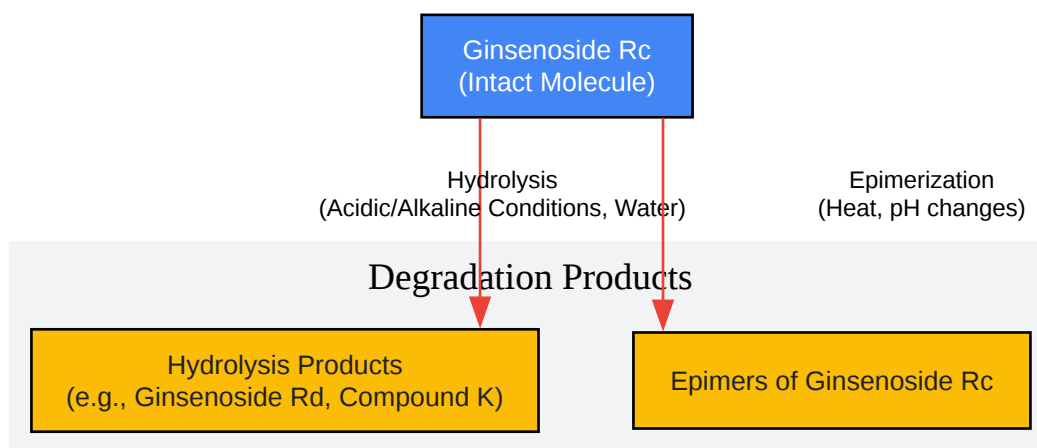 Ginsenoside Rc
(Intact Molecule)
Hydrolysis
(Acidic/Alkaline Conditions, Water)
Epimerization
(Heat, pH changes)
Degradation Products
Hydrolysis Products
(e.g., Ginsenoside Rd, Compound K)
Epimers of Ginsenoside Rc